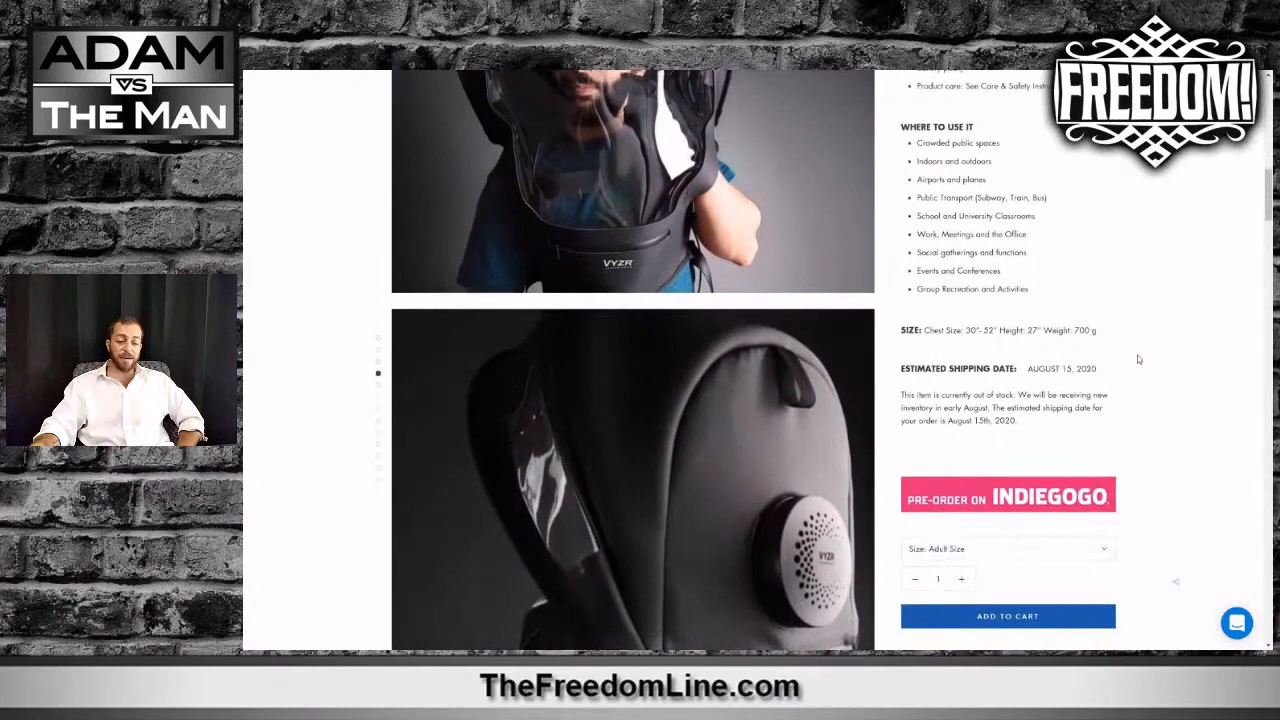 ADAM
VS
THE MAN
FREEDOM!
Product care: See Care & Safety
WHERE TO USE IT
Crowded public spaces
Indoors and outdoors
Airports and planes
Public Transport (Subway, Train, Bus)
School and University Classrooms
Work, Meetings and the Office
Social gatherings and functions
Events and Conferences
Group Recreation and Activities
SIZE: Chest Size: 30"- 52" Height: 27" Weight: 700 g
ESTIMATED SHIPPING DATE: AUGUST 15, 2020
This item is currently out of stock. We will be receiving new
inventory in early August. The estimated shipping date for
your order is August 15th, 2020.
PRE-ORDER ON INDIEGOGO.
Size: Adult Size
− 1 +
ADD TO CART
VYZR
VYZR
TheFreedomLine.com